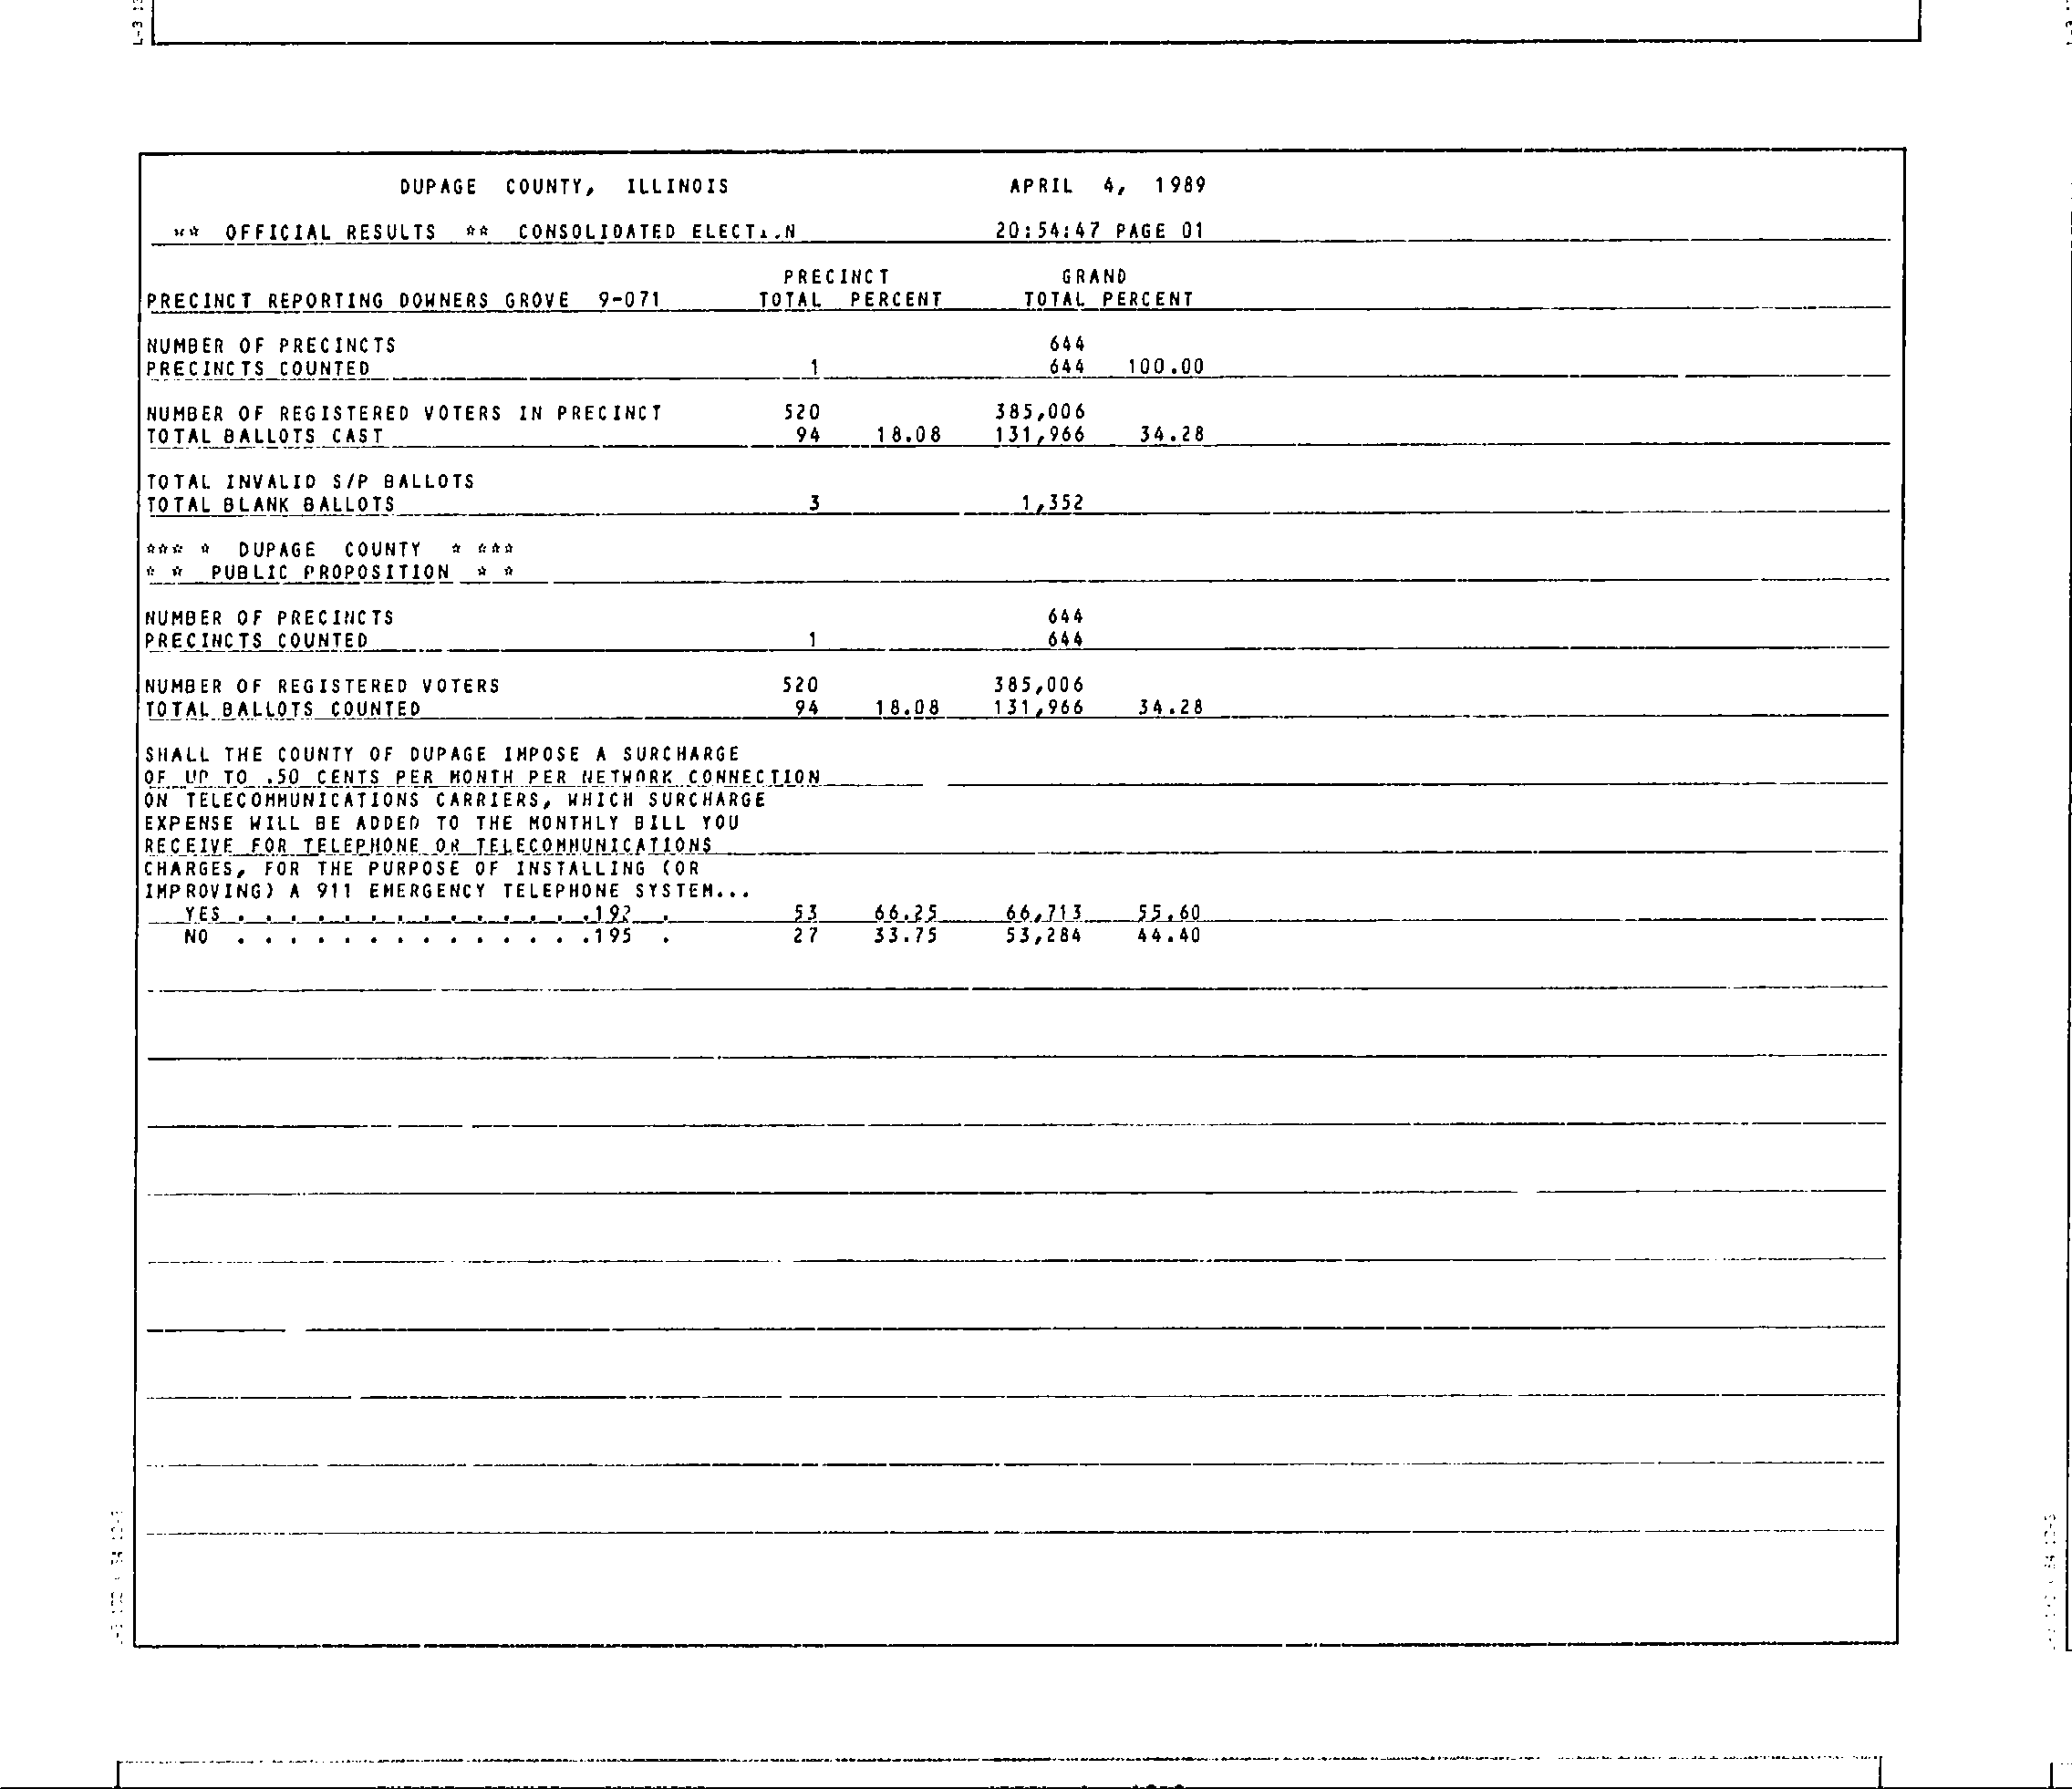 DUPAGE COUNTY, ILLINOIS APRIL 4, 1989
** OFFICIAL RESULTS ** CONSOLIDATED 20:54:47 PAGE 01
PRECINCT GRAND
PRECINCT REPORTING DOWNERS GROVE 9-071 TOTAL PERCENT TOTAL PERCENT
NUMBER OF PRECINCTS 644
PRECINCTS COUNTED 1 644 100.00
NUMBER OF REGISTERED VOTERS IN PRECINCT 520 385,006
TOTAL BALLOTS CAST 94 18.08 131,966 34.28
TOTAL INVALID S/P BALLOTS
TOTAL BLANK BALLOTS 3 1,352
*** * DUPAGE COUNTY * ***
* * PUBLIC PROPOSITION * *
NUMBER OF PRECINCTS 644
PRECINCTS COUNTED 1 644
NUMBER OF REGISTERED VOTERS 520 385,006
TOTAL BALLOTS COUNTED 94 18.08 131,966 34.28
SHALL THE COUNTY OF DUPAGE IMPOSE A SURCHARGE
OF UP TO .50 CENTS PER MONTH PER NETWORK CONNECTION
ON TELECOMMUNICATIONS CARRIERS, WHICH SURCHARGE
EXPENSE WILL BE ADDED TO THE MONTHLY BILL YOU
RECEIVE FOR TELEPHONE OR TELECOMMUNICATIONS
CHARGES, FOR THE PURPOSE OF INSTALLING (OR
IMPROVING) A 911 EMERGENCY TELEPHONE SYSTEM...
YES . . . . . . . . . . . . . .192 . 53 66.25 66,713 55.60
NO . . . . . . . . . . . . . .195 . 27 33.75 53,284 44.40